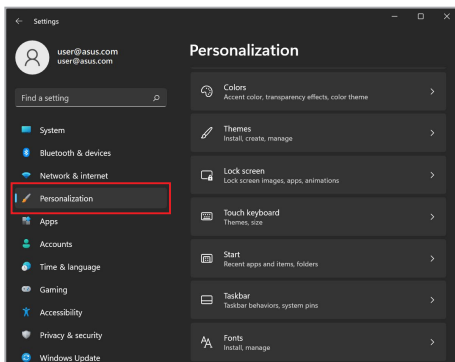 Settings
user@asus.com
user@asus.com
Find a setting
System
Bluetooth & devices
Network & internet
Personalization
Apps
Accounts
Time & language
Gaming
Accessibility
Privacy & security
Windows Update
Personalization
Colors
Accent color, transparency effects, color theme
Themes
Install, create, manage
Lock screen
Lock screen images, apps, animations
Touch keyboard
Themes, size
Start
Recent apps and items, folders
Taskbar
Taskbar behaviors, system pins
Fonts
Install, manage